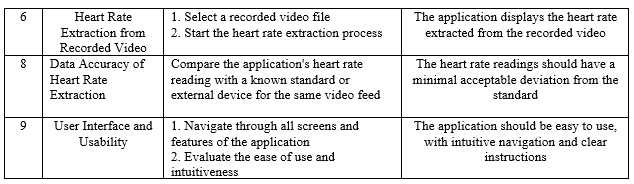 6 Heart Rate 1. Select a recorded video file The application displays the heart rate
Extraction from 2. Start the heart rate extraction process extracted from the recorded video
Recorded Video
8 Data Accuracy of Compare the application's heart rate The heart rate readings should have a
Heart Rate reading with a known standard or minimal acceptable deviation from the
Extraction external device for the same video feed standard
9 User Interface and 1. Navigate through all screens and The application should be easy to use,
Usability features of the application with intuitive navigation and clear
2. Evaluate the ease of use and instructions
intuitiveness